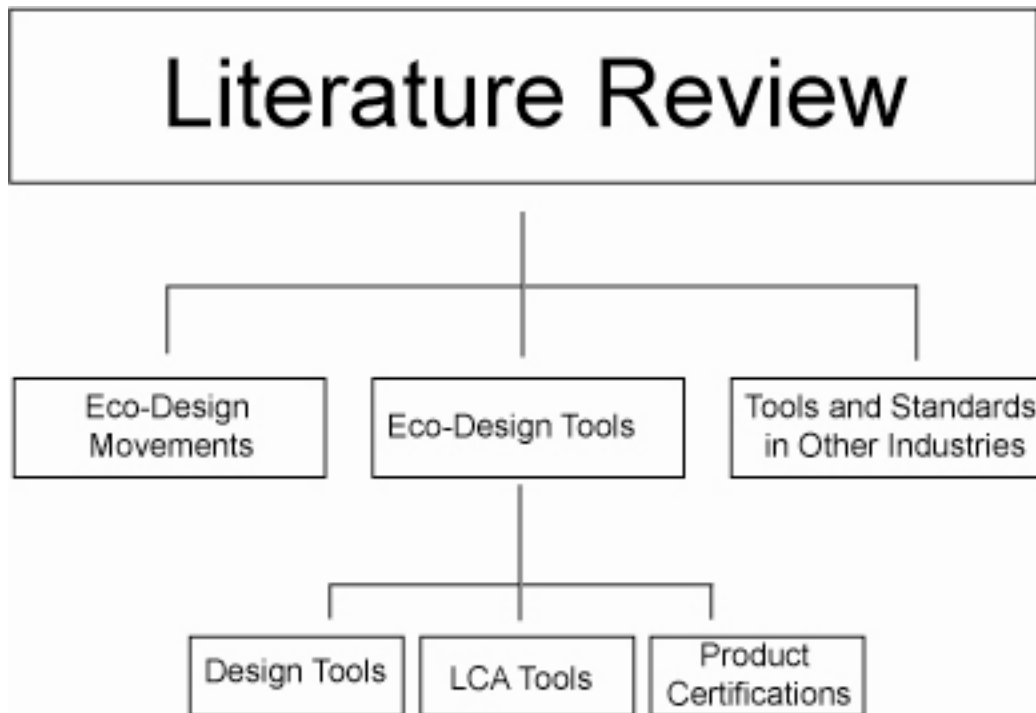 Literature Review
Eco-Design
Movements
Eco-Design Tools
Tools and Standards
in Other Industries
Design Tools
LCA Tools
Product
Certifications